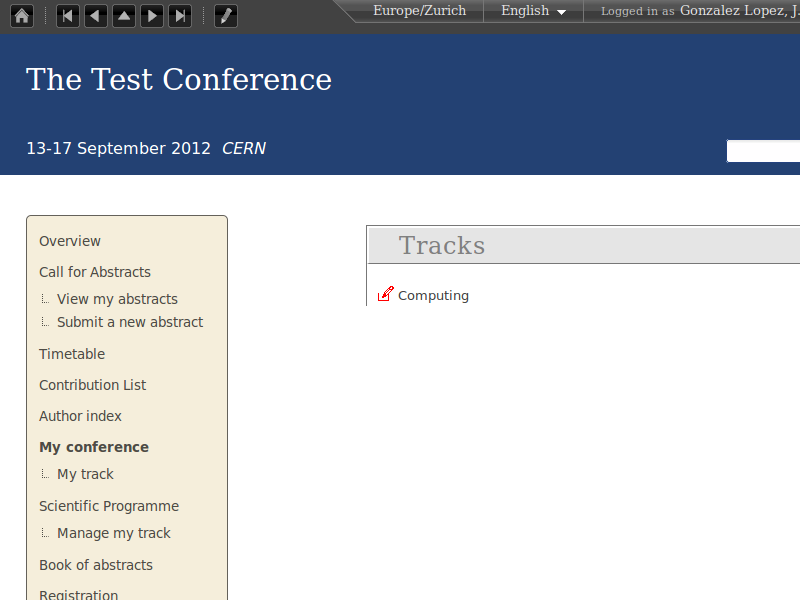 Europe/Zurich English Logged in as Gonzalez Lopez, J.
The Test Conference
13-17 September 2012 CERN
Overview
Call for Abstracts
View my abstracts
Submit a new abstract
Timetable
Contribution List
Author index
My conference
My track
Scientific Programme
Manage my track
Book of abstracts
Registration
Tracks
Computing